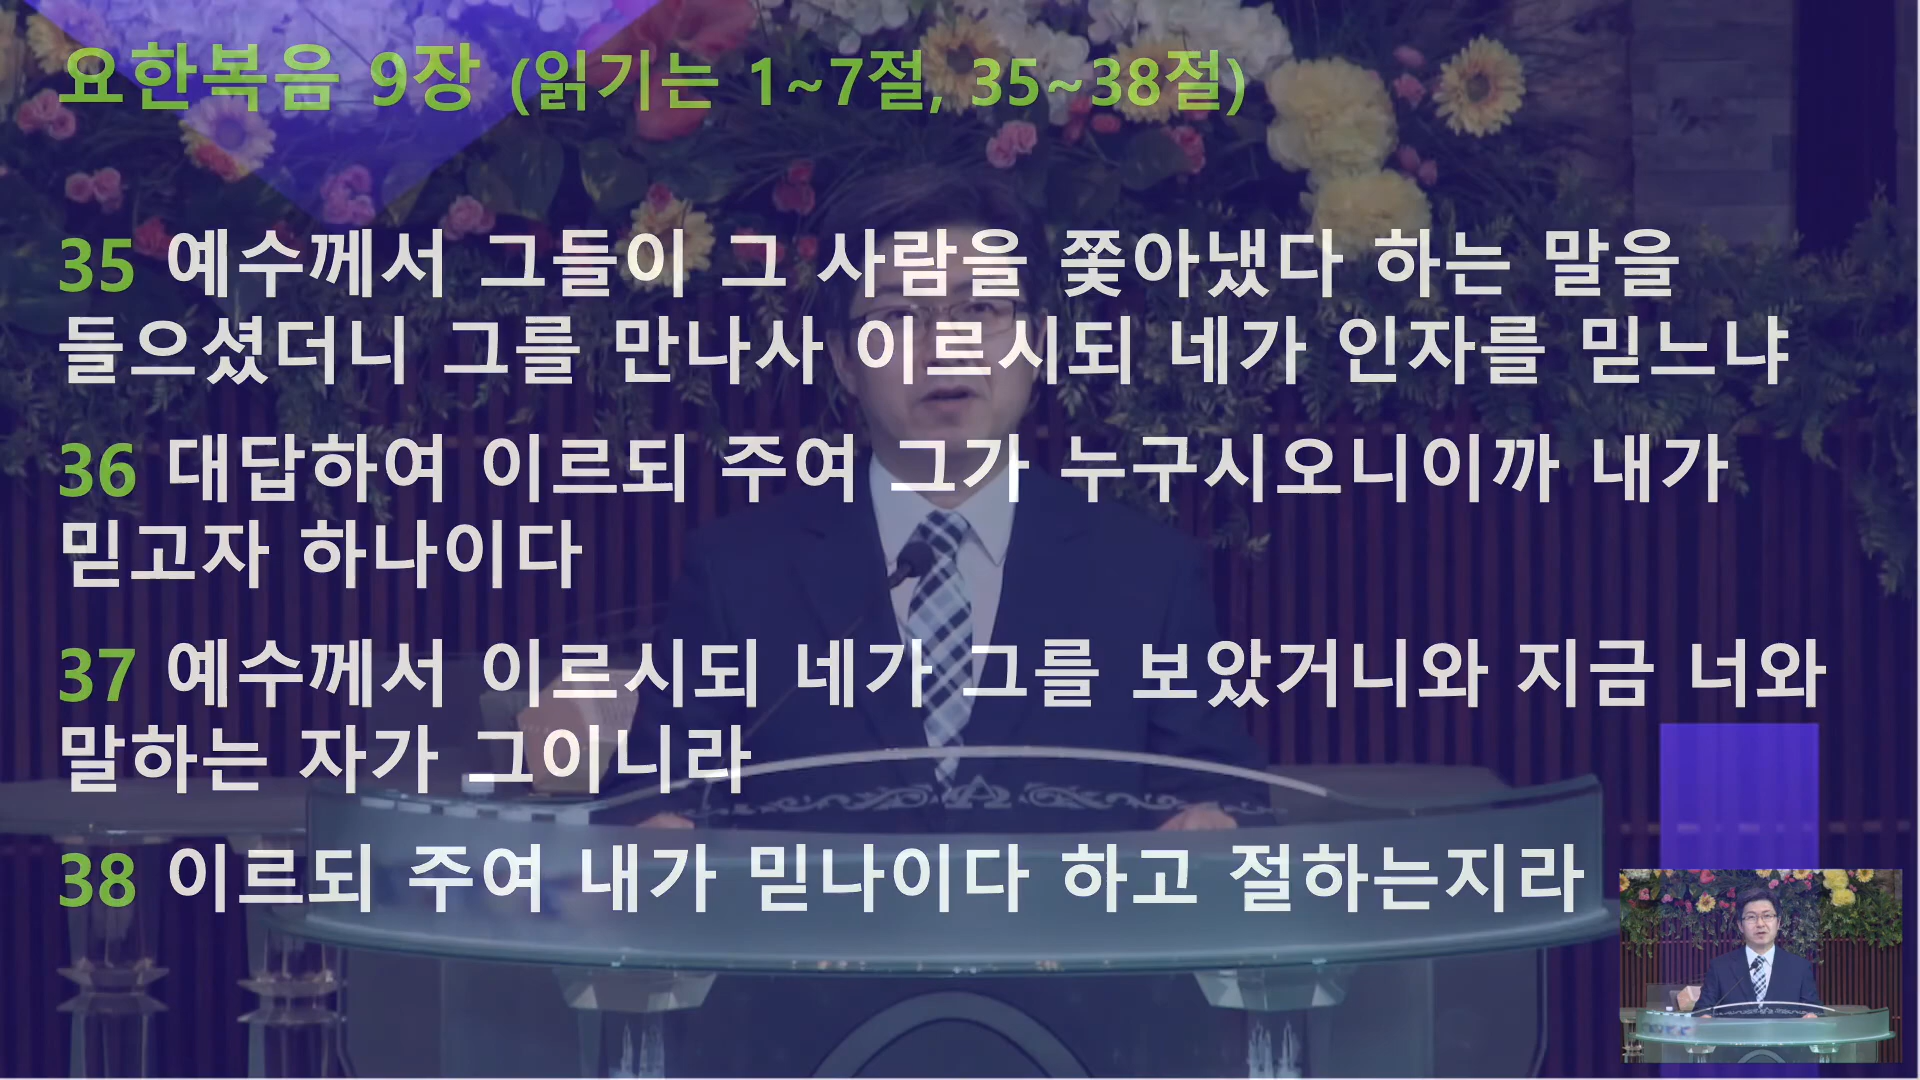 요한복음 9장 (읽기는 1~7절, 35~38절)
35 예수께서 그들이 그 사람을 쫓아냈다 하는 말을
들으셨더니 그를 만나사 이르시되 네가 인자를 믿느냐
36 대답하여 이르되 주여 그가 누구시오니이까 내가
믿고자 하나이다
37 예수께서 이르시되 네가 그를 보았거니와 지금 너와
말하는 자가 그이니라
38 이르되 주여 내가 믿나이다 하고 절하는지라